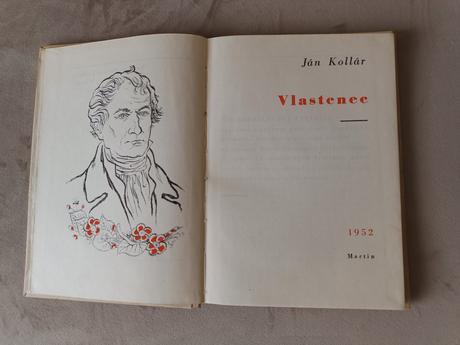 Ján Kollár
Vlastenec
1952
Martin